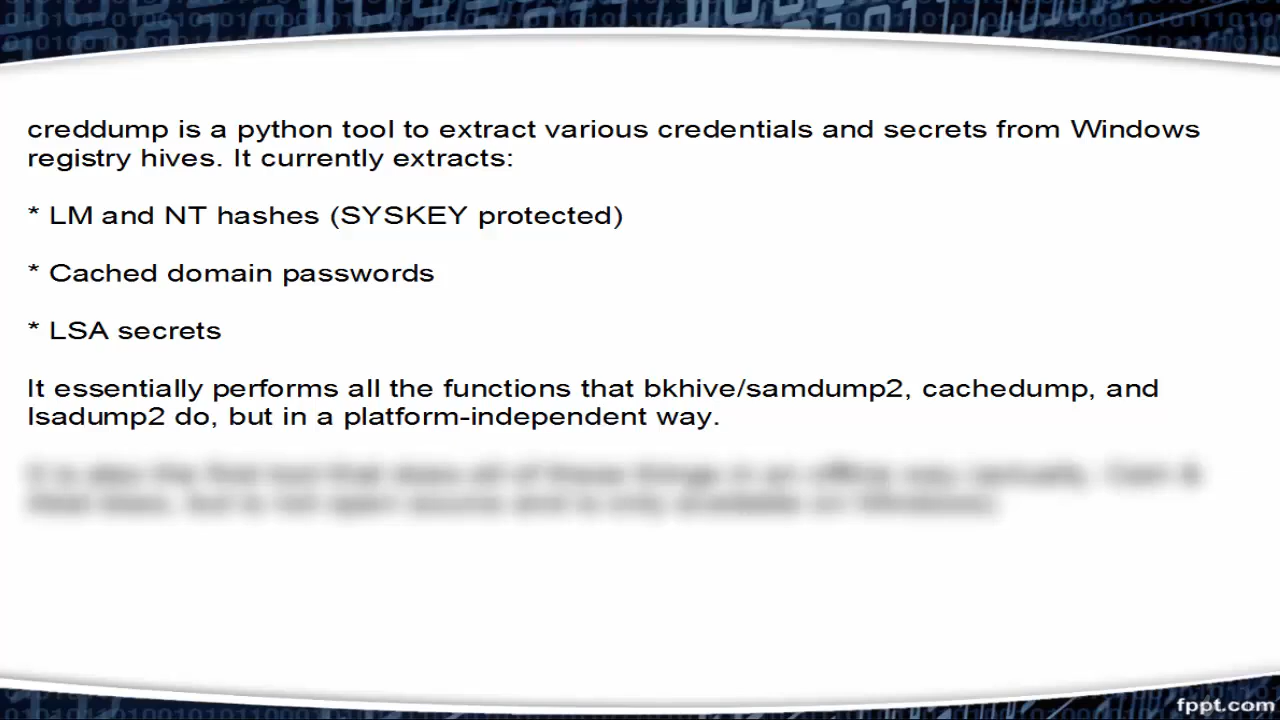 creddump is a python tool to extract various credentials and secrets from Windows
registry hives. It currently extracts:
* LM and NT hashes (SYSKEY protected)
* Cached domain passwords
* LSA secrets
It essentially performs all the functions that bkhive/samdump2, cachedump, and
lsadump2 do, but in a platform-independent way.
fppt.com